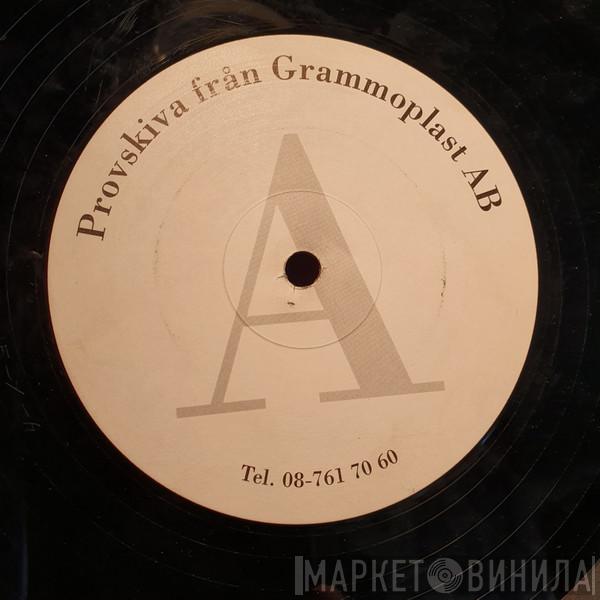 Provskiva från Grammoplast AB
A
Tel. 08-761 70 60
МАРКЕТ ВИНИЛА